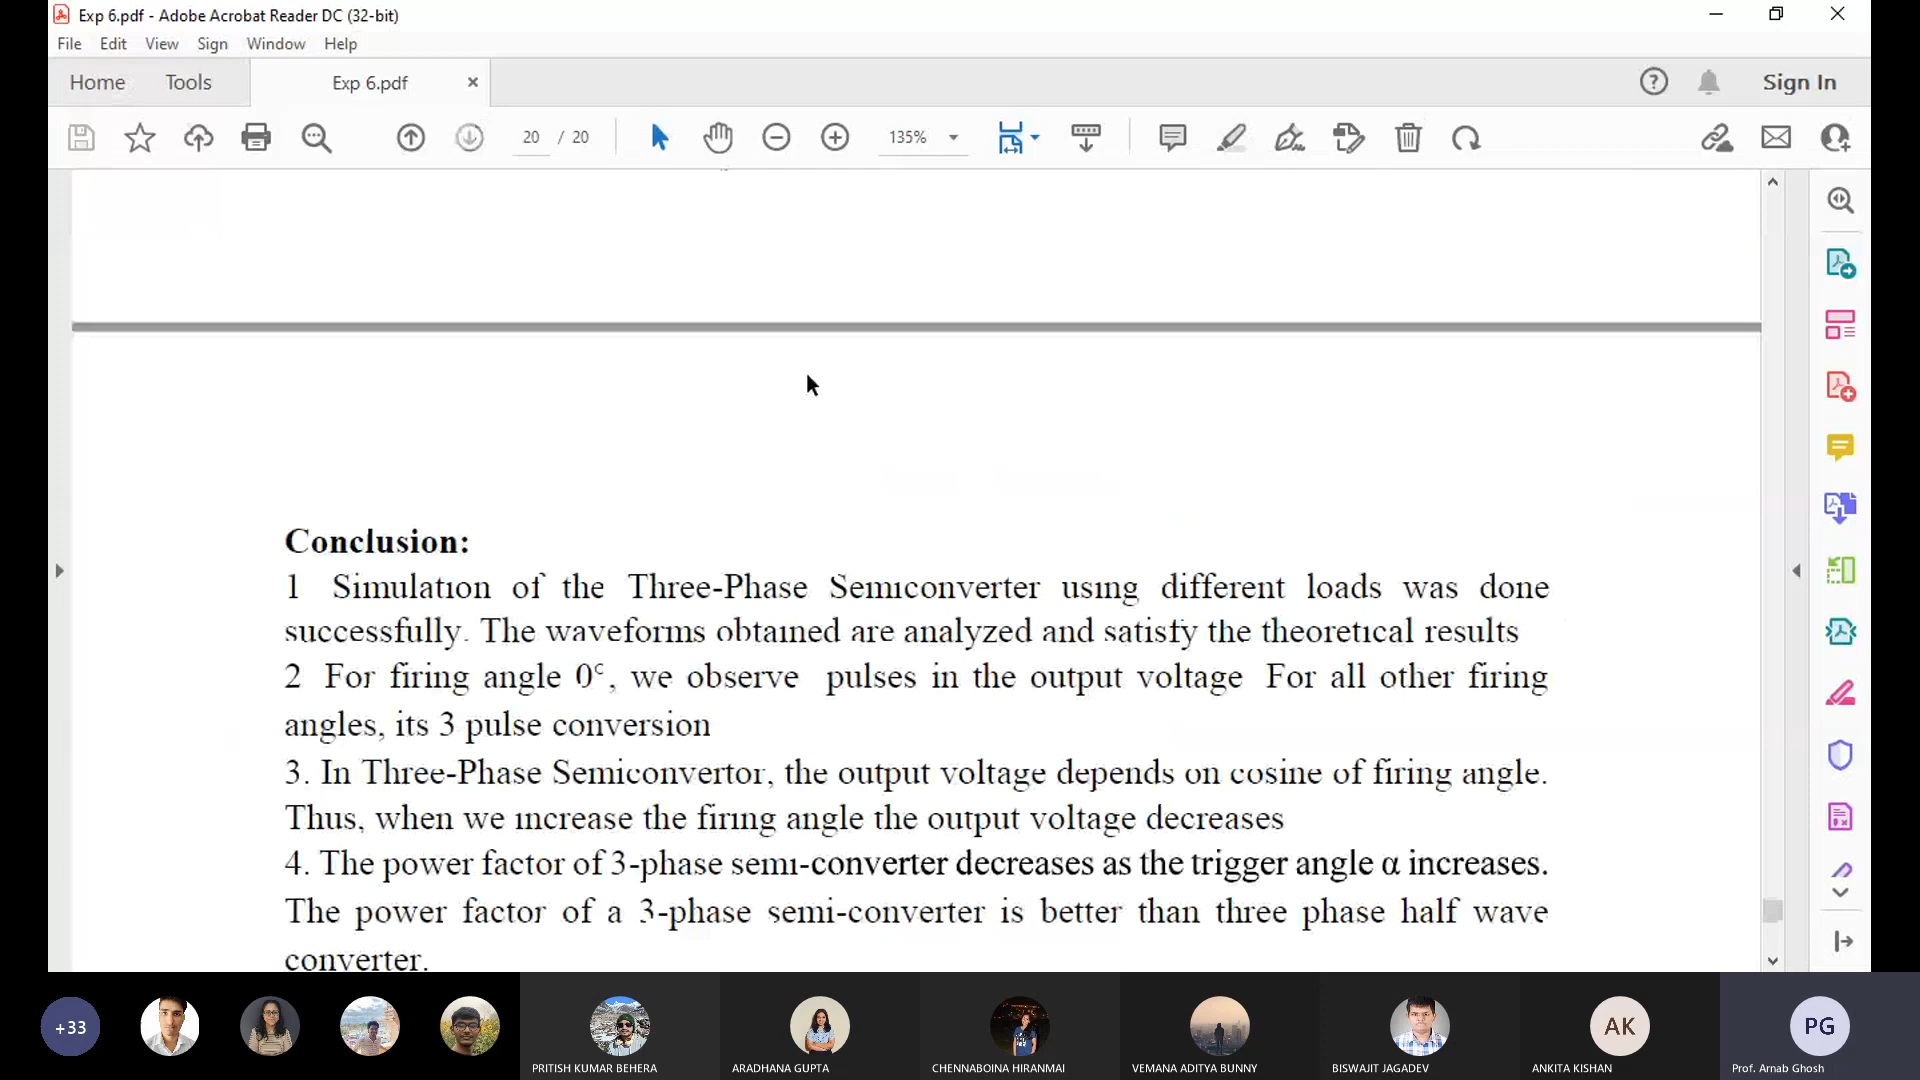 Exp 6.pdf - Adobe Acrobat Reader DC (32-bit)
File Edit View Sign Window Help
Home Tools Exp 6.pdf × Sign In
20 / 20 135%
Conclusion:
1 Simulation of the Three-Phase Semiconverter using different loads was done
successfully. The waveforms obtained are analyzed and satisfy the theoretical results
2 For firing angle 0°, we observe pulses in the output voltage For all other firing
angles, its 3 pulse conversion
3. In Three-Phase Semiconvertor, the output voltage depends on cosine of firing angle.
Thus, when we increase the firing angle the output voltage decreases
4. The power factor of 3-phase semi-converter decreases as the trigger angle α increases.
The power factor of a 3-phase semi-converter is better than three phase half wave
converter.
+33 AK PG
PRITISH KUMAR BEHERA ARADHANA GUPTA CHENNABOINA HIRANMAI VEMANA ADITYA BUNNY BISWAJIT JAGADEV ANKITA KISHAN Prof. Arnab Ghosh